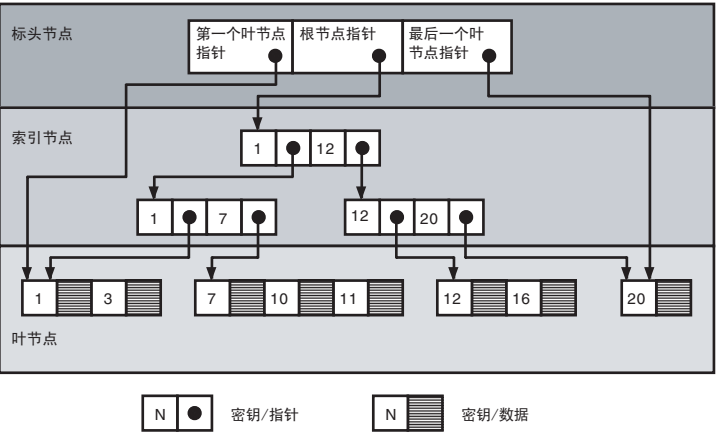 标头节点
第一个叶节点
指针
根节点指针
最后一个叶
节点指针
索引节点
1 12
1 7
12 20
1 3
7 10 11
12 16
20
叶节点
N 密钥/指针
N 密钥/数据